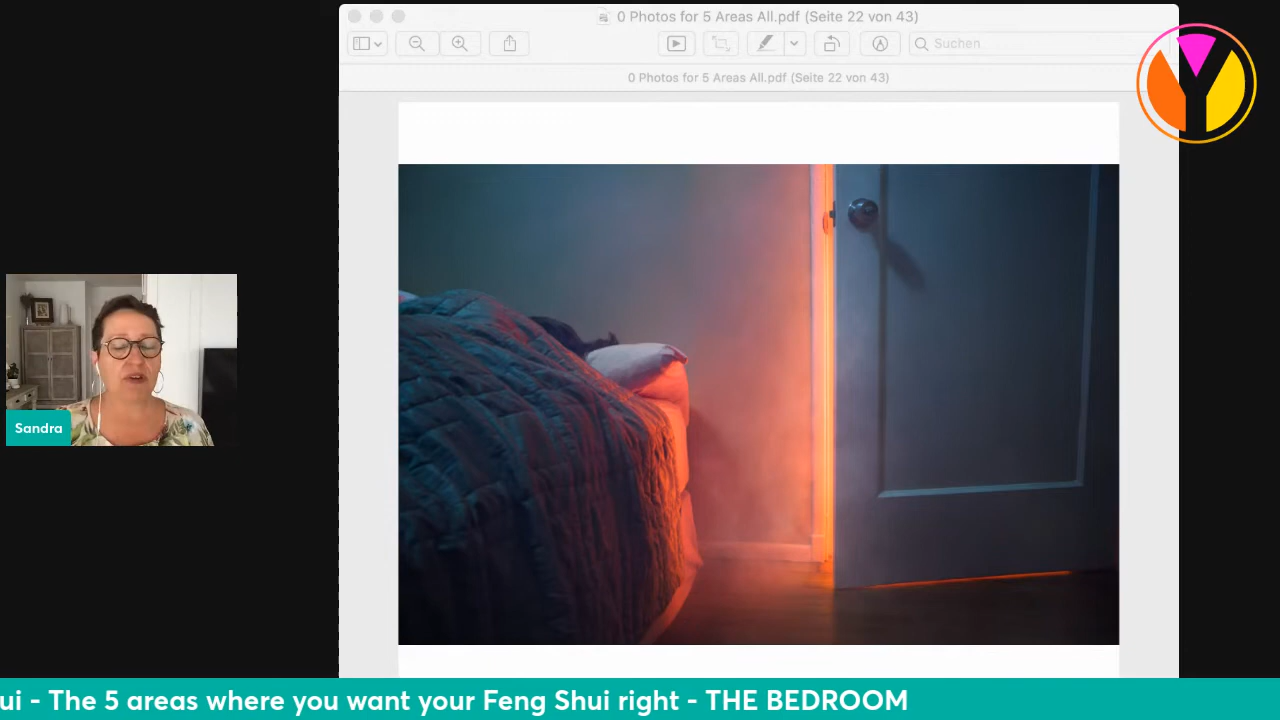 0 Photos for 5 Areas All.pdf (Seite 22 von 43)
Suchen
0 Photos for 5 Areas All.pdf (Seite 22 von 43)
Y
Sandra
ui - The 5 areas where you want your Feng Shui right - THE BEDROOM